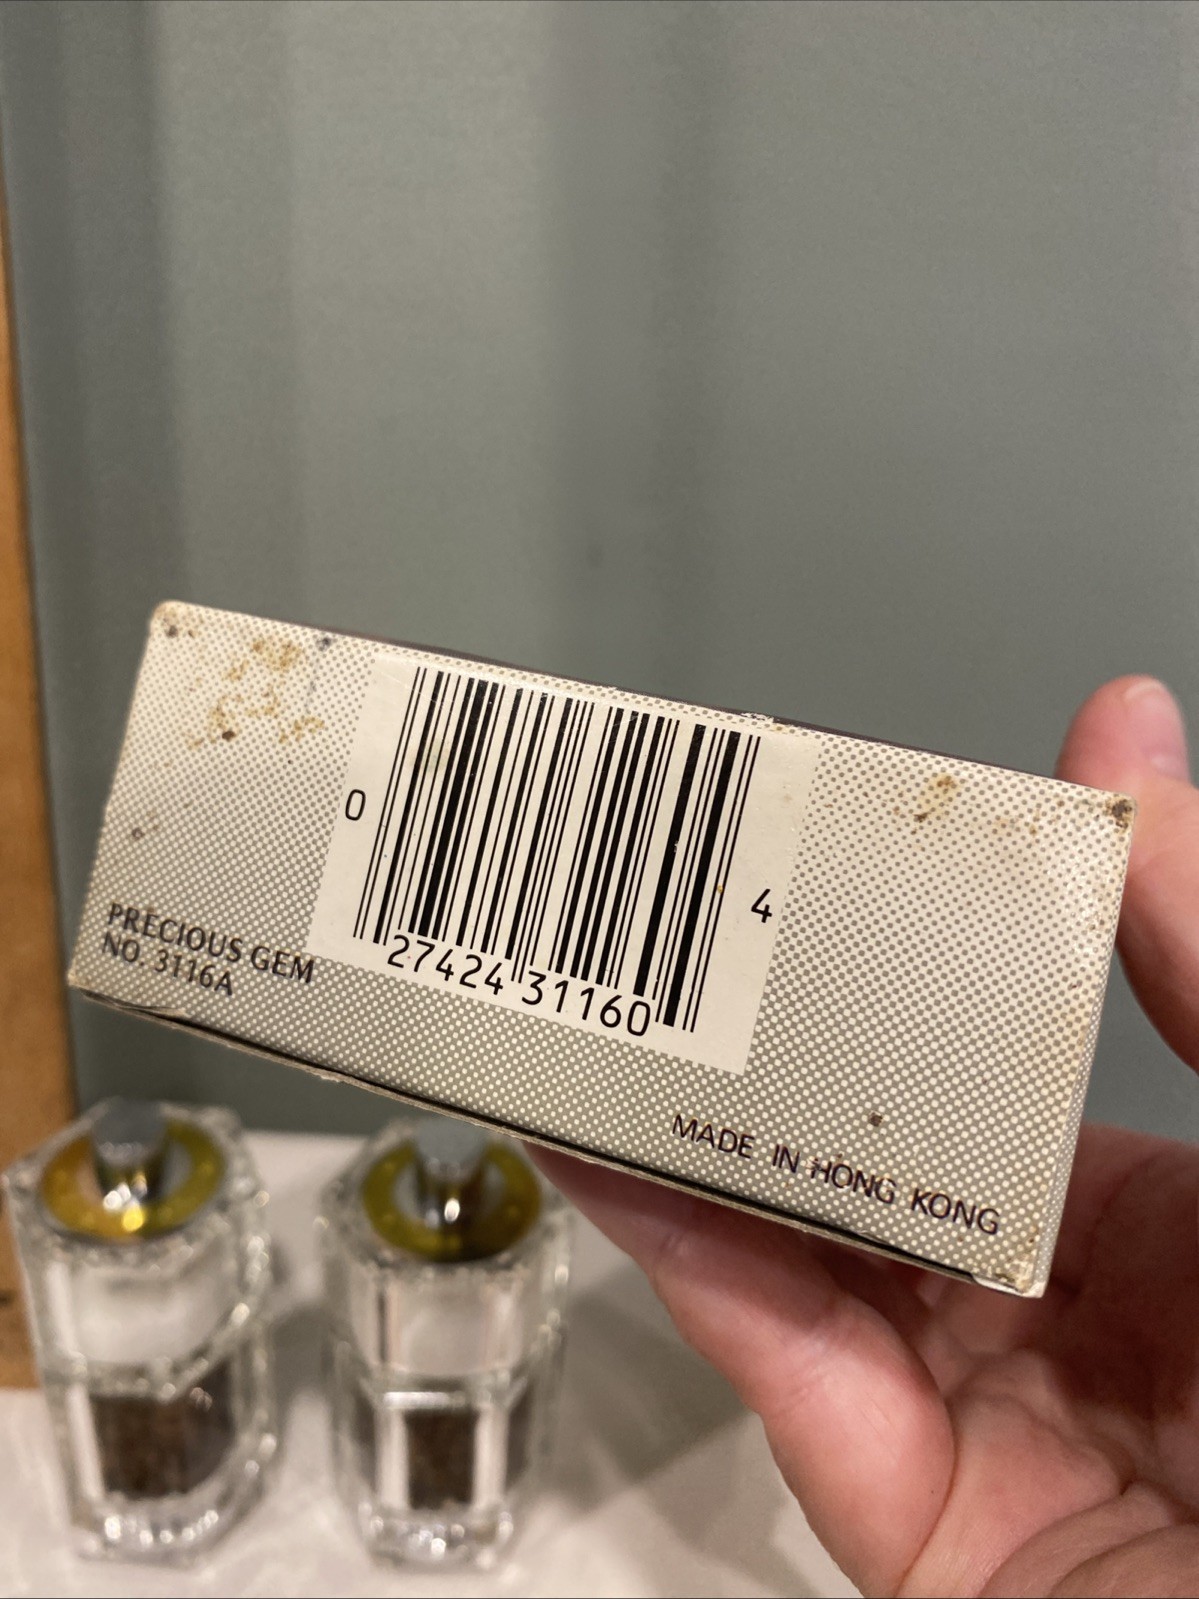 0 27424 31160 4
PRECIOUS GEM
NO. 3116A
MADE IN HONG KONG